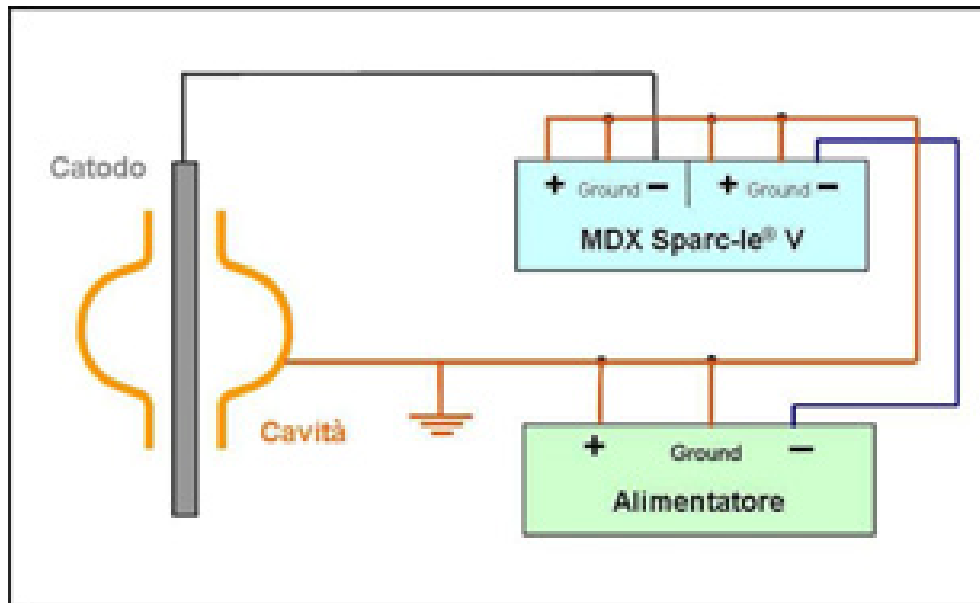 Catodo
+ Ground − + Ground −
MDX Sparc-le® V
Cavità
+ Ground −
Alimentatore